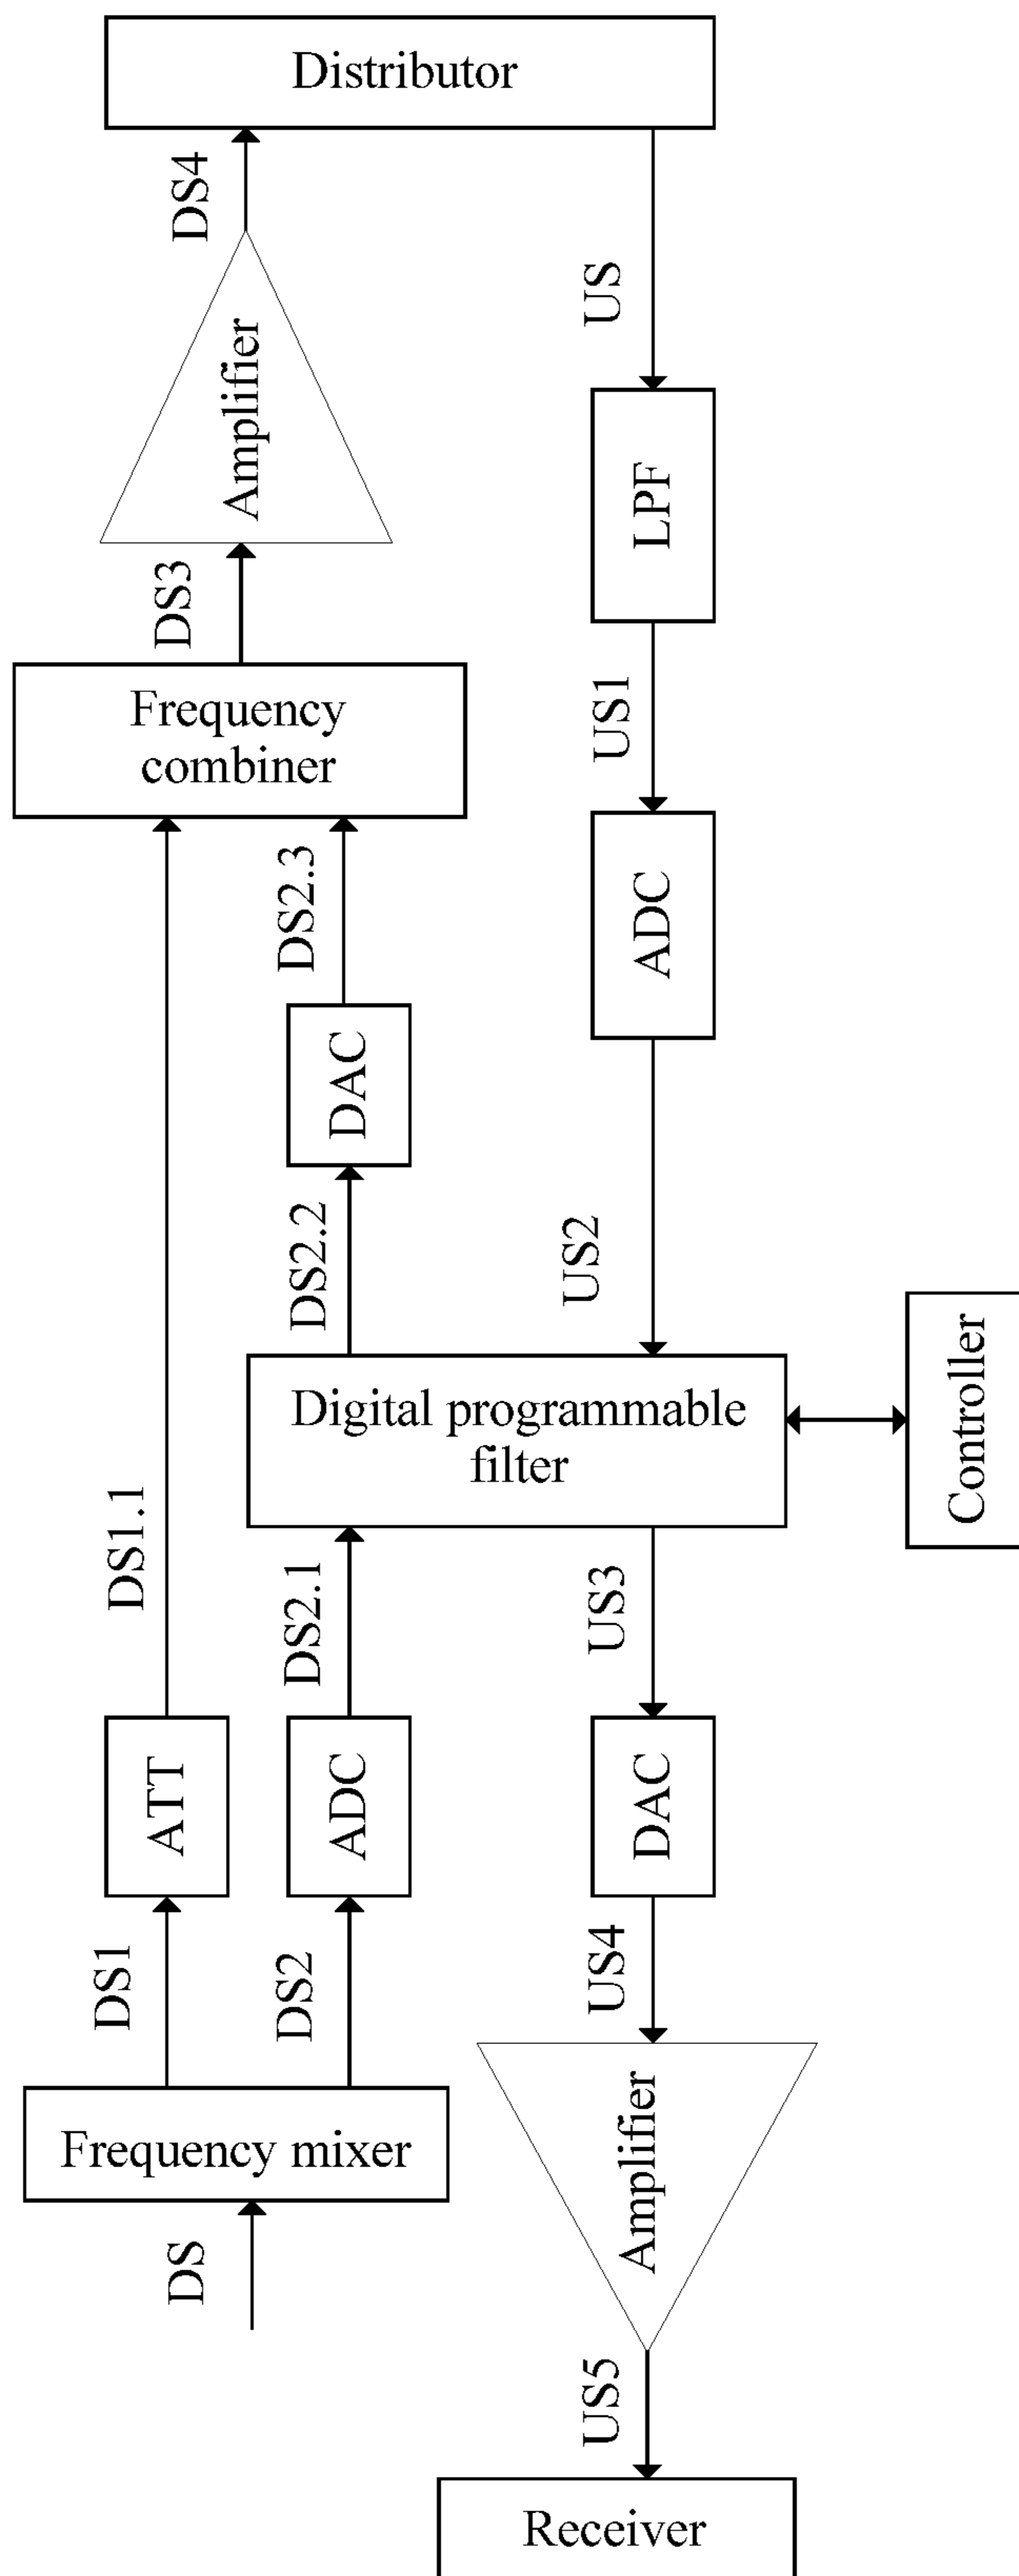 Distributor
DS4
US
Amplifier
LPF
DS3
US1
Frequency
combiner
DS2.3
ADC
DAC
DS2.2
US2
Digital programmable
filter
Controller
DS1.1
DS2.1
US3
ATT
ADC
DAC
DS1
DS2
US4
Frequency mixer
Amplifier
DS
US5
Receiver